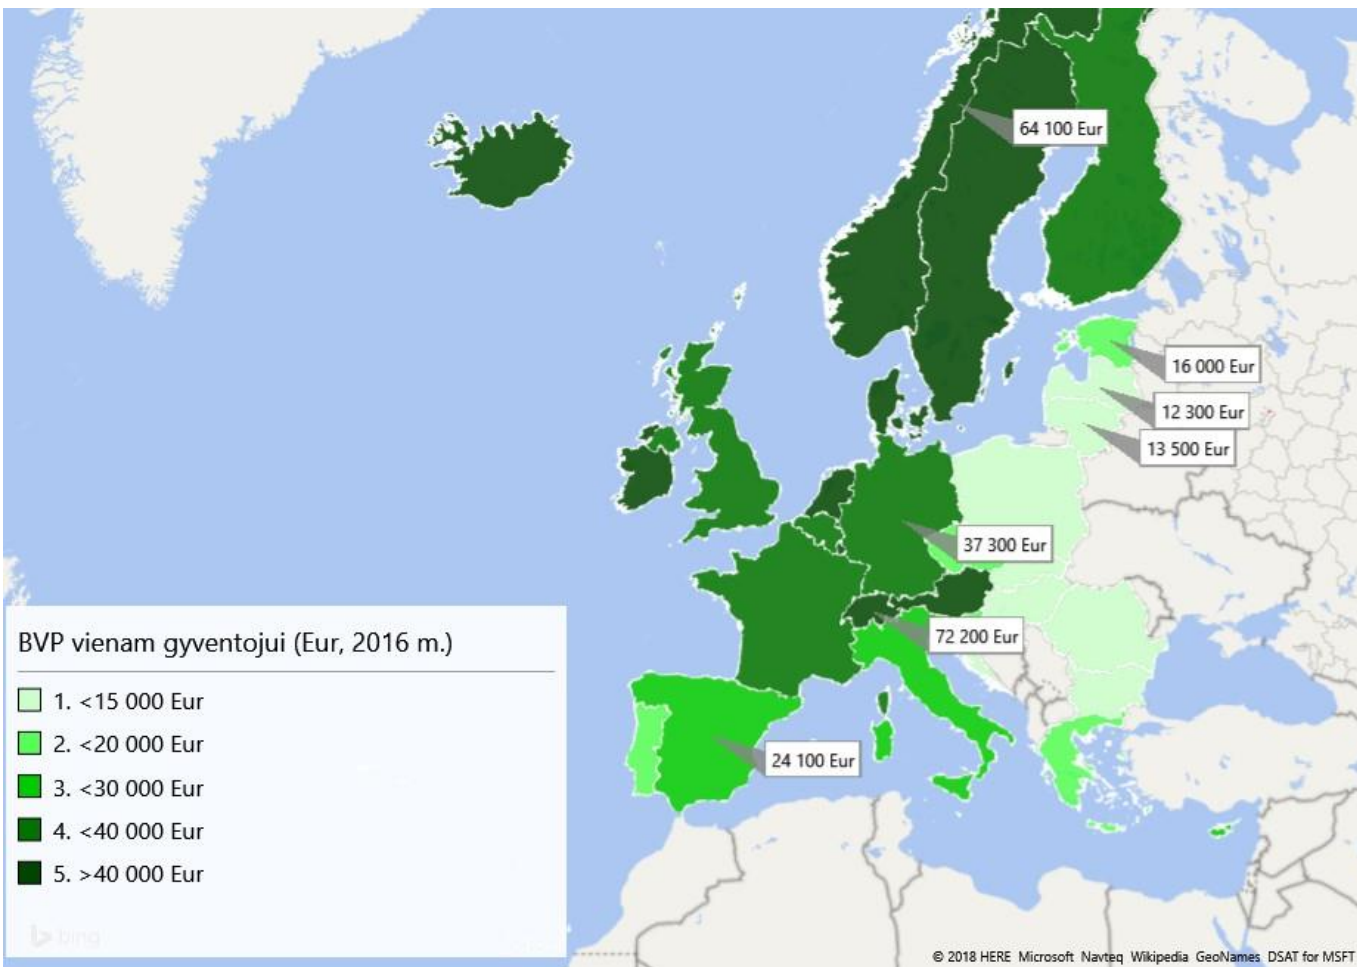 64 100 Eur
16 000 Eur
12 300 Eur
13 500 Eur
37 300 Eur
72 200 Eur
24 100 Eur
BVP vienam gyventojui (Eur, 2016 m.)
1. <15 000 Eur
2. <20 000 Eur
3. <30 000 Eur
4. <40 000 Eur
5. >40 000 Eur
bing
© 2018 HERE Microsoft Navteq Wikipedia GeoNames DSAT for MSFT